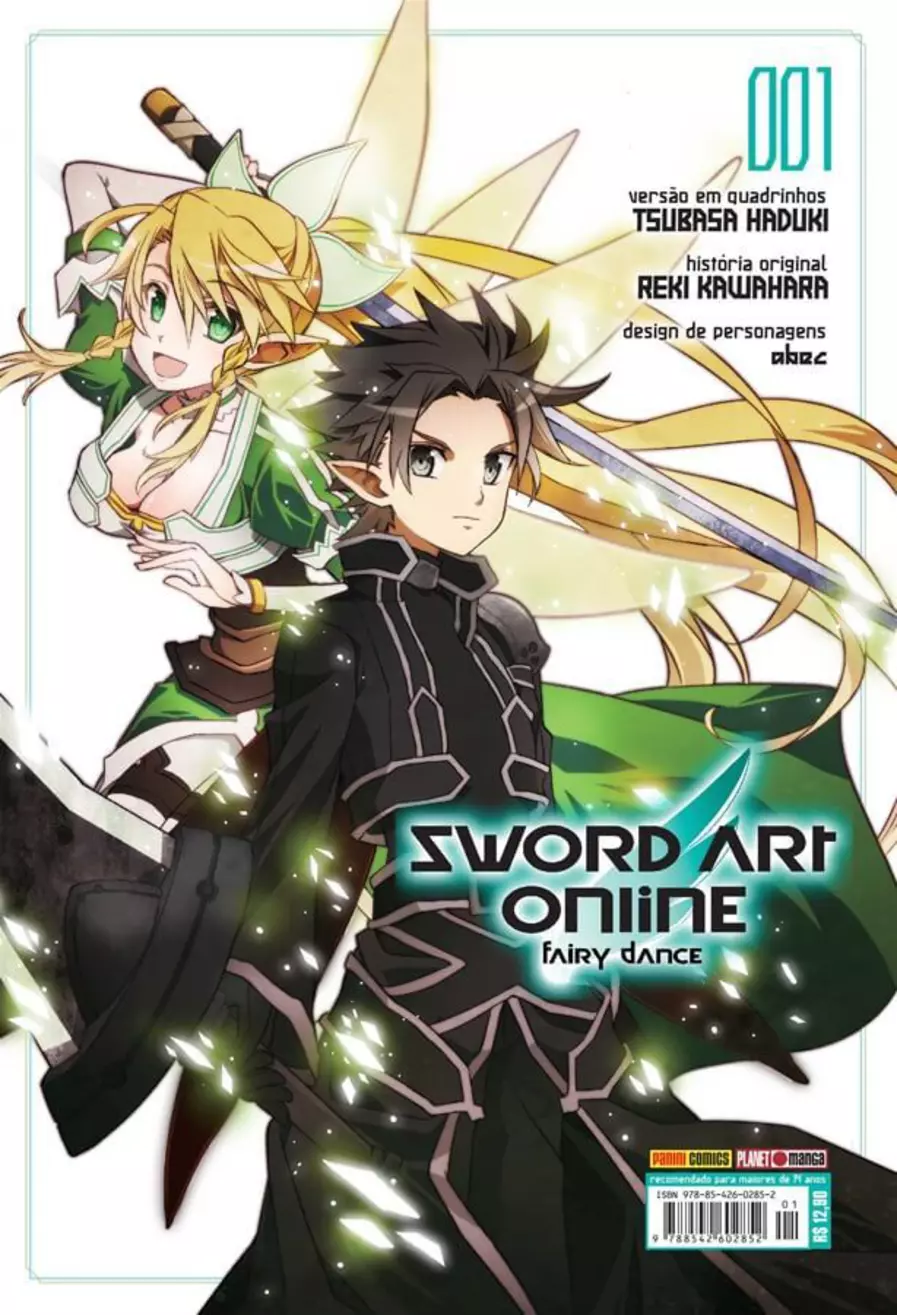 001
versão em quadrinhos
TSUBASA HADUKI
história original
REKI KAWAHARA
design de personagens
abec
SWORD ARt
ONliNE
fAiRy dANCE
PANINI COMICS PLANET manga
recomendado para maiores de 14 anos
ISBN 978-85-426-0285-2
01
9 788542 602852
R$ 12,90